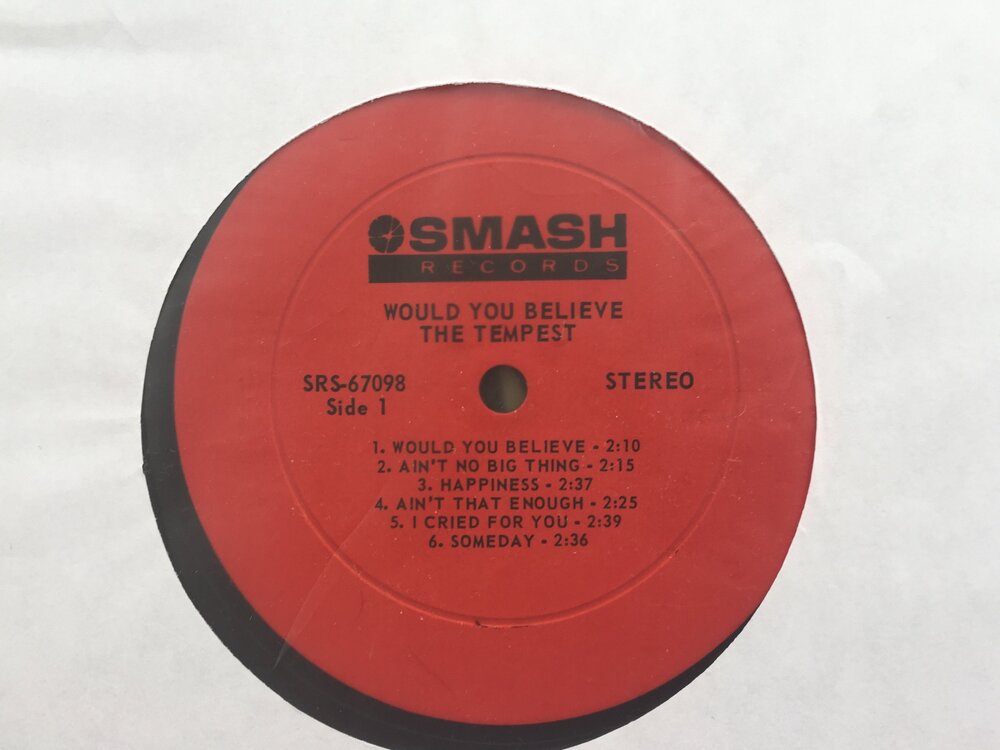 SMASH
RECORDS
WOULD YOU BELIEVE
THE TEMPEST
SRS-67098
Side 1
STEREO
1. WOULD YOU BELIEVE - 2:10
2. AIN'T NO BIG THING - 2:15
3. HAPPINESS - 2:37
4. AIN'T THAT ENOUGH - 2:25
5. I CRIED FOR YOU - 2:39
6. SOMEDAY - 2:36